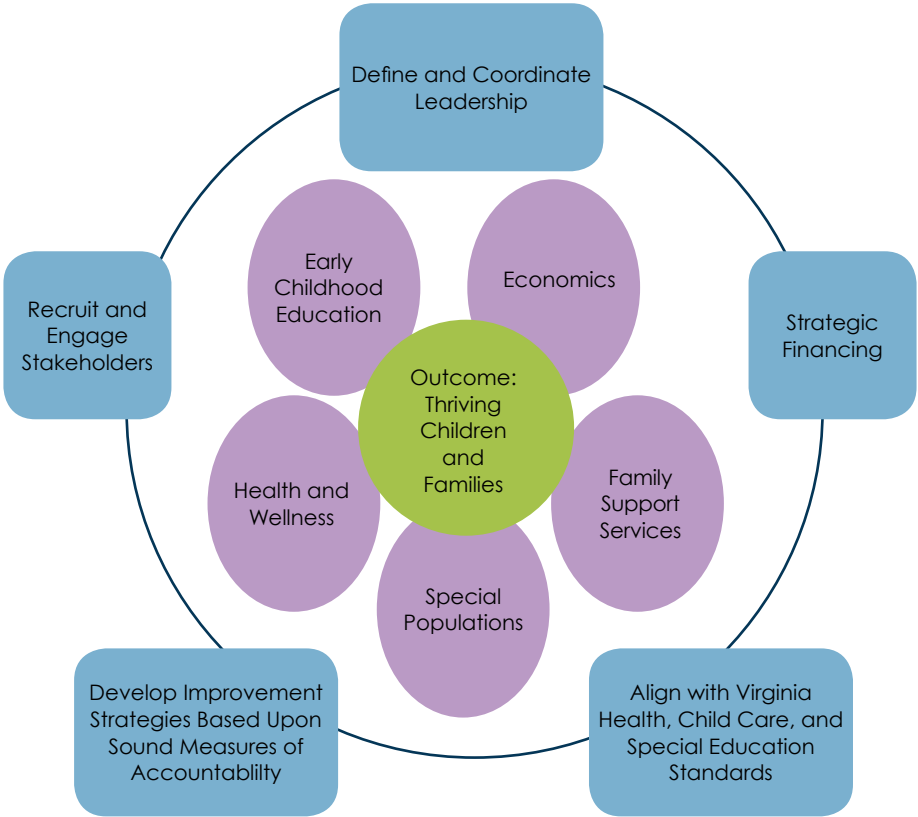 Define and Coordinate
Leadership
Early
Childhood
Education
Economics
Recruit and
Engage
Stakeholders
Strategic
Financing
Outcome:
Thriving
Children
and
Families
Health and
Wellness
Family
Support
Services
Special
Populations
Develop Improvement
Strategies Based Upon
Sound Measures of
Accountablilty
Align with Virginia
Health, Child Care, and
Special Education
Standards